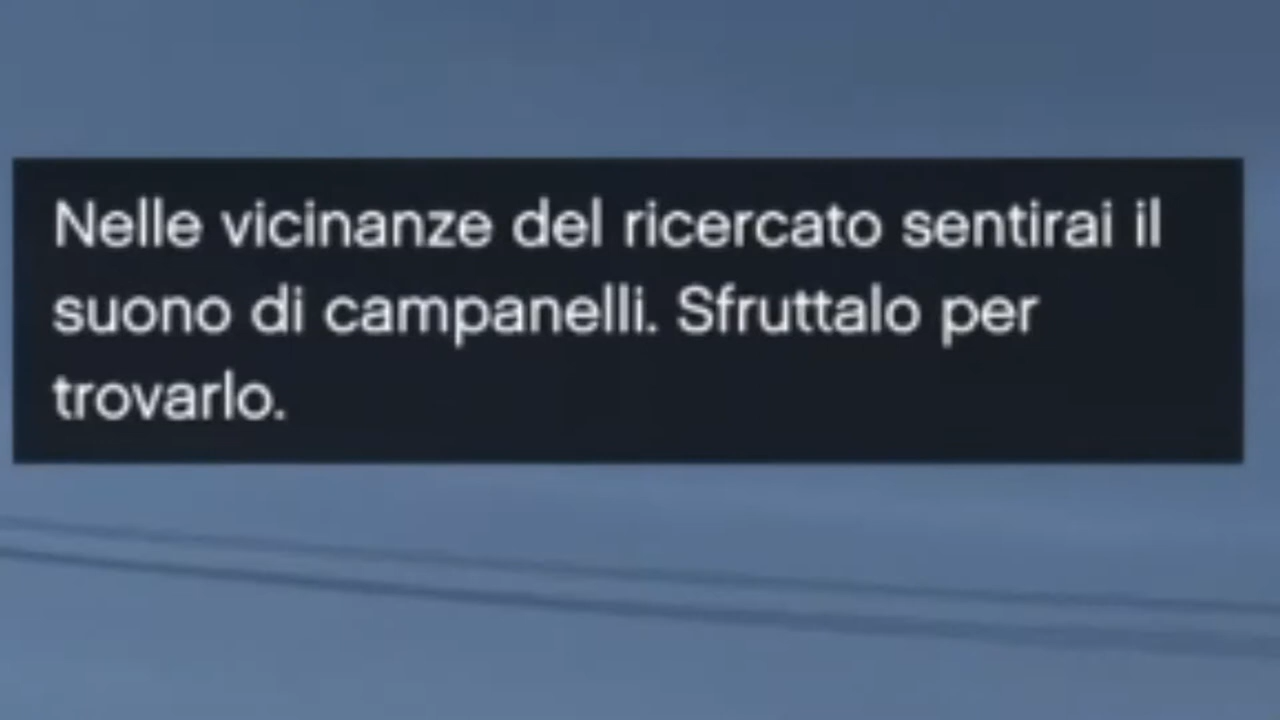 Nelle vicinanze del ricercato sentirai il
suono di campanelli. Sfruttalo per
trovarlo.